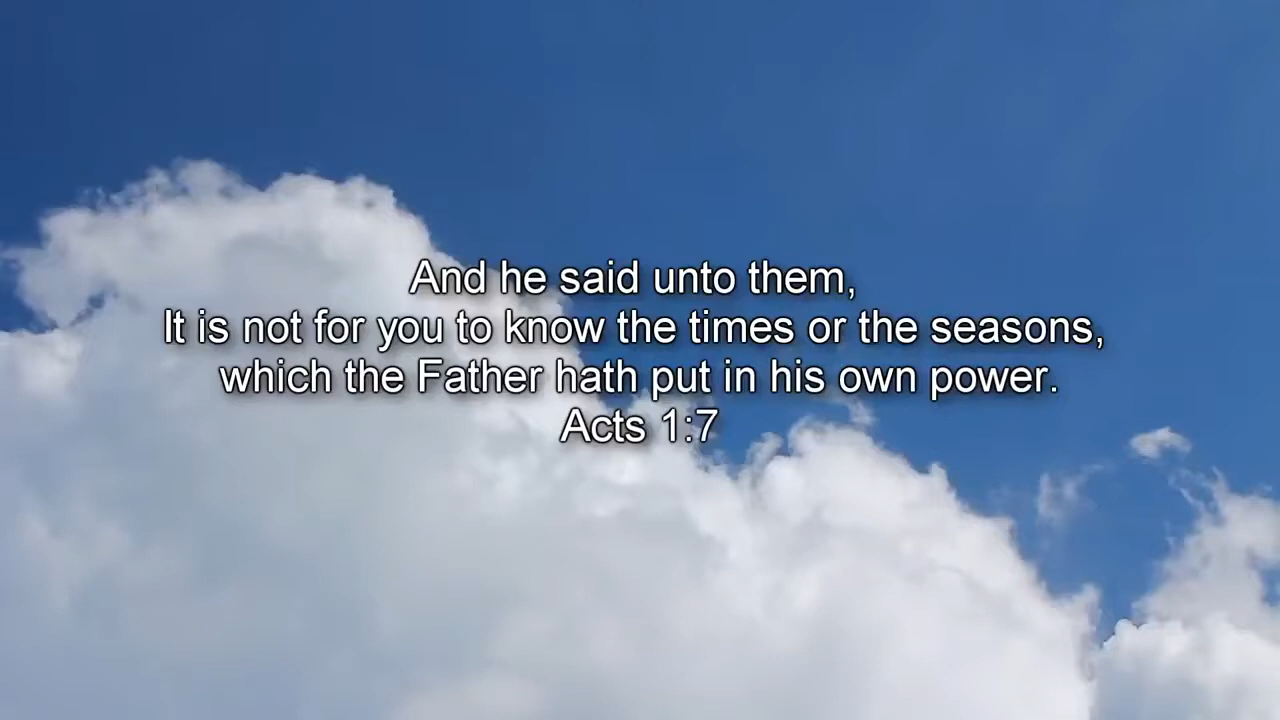 And he said unto them,
It is not for you to know the times or the seasons,
which the Father hath put in his own power.
Acts 1:7